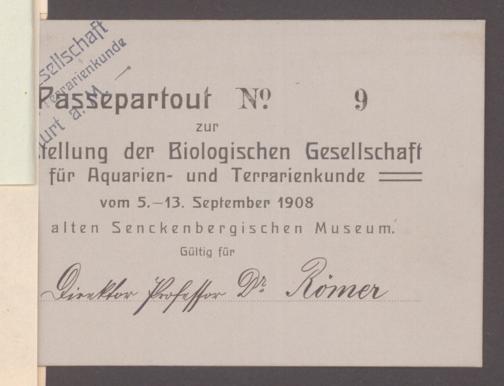 sellschaft
Terrarienkunde
urt a. M.
Passepartout No. 9
zur
tellung der Biologischen Gesellschaft
für Aquarien- und Terrarienkunde
vom 5.–13. September 1908
alten Senckenbergischen Museum.
Gültig für
Direktor Professor Dr. Römer